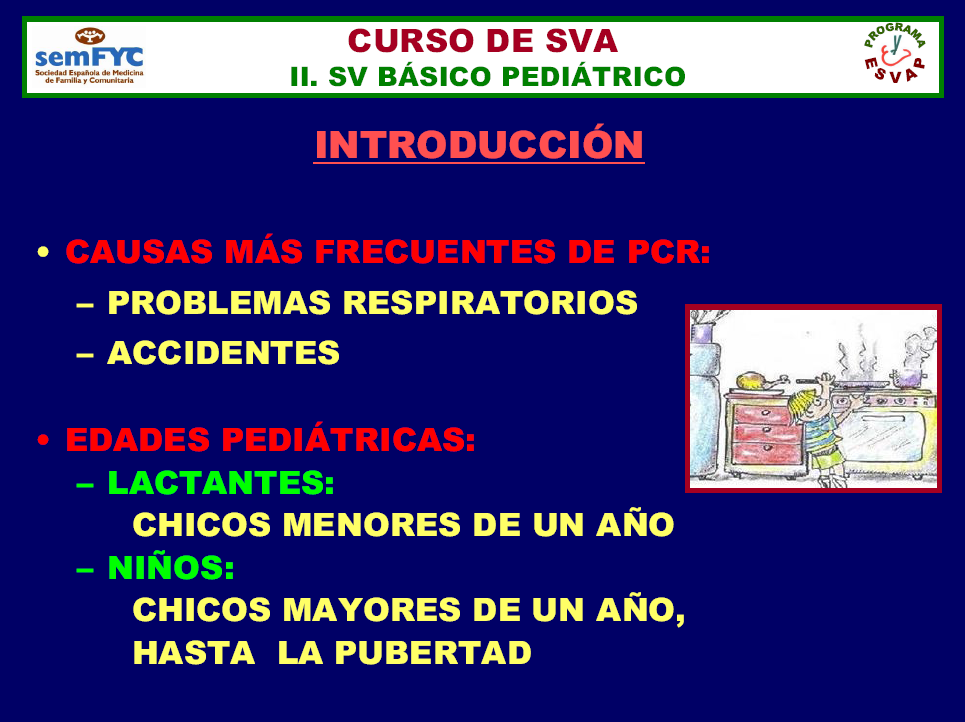 semFYC
Sociedad Española de Medicina
de Familia y Comunitaria
CURSO DE SVA
II. SV BÁSICO PEDIÁTRICO
PROGRAMA
ESVAP
INTRODUCCIÓN
• CAUSAS MÁS FRECUENTES DE PCR:
– PROBLEMAS RESPIRATORIOS
– ACCIDENTES
• EDADES PEDIÁTRICAS:
– LACTANTES:
CHICOS MENORES DE UN AÑO
– NIÑOS:
CHICOS MAYORES DE UN AÑO,
HASTA LA PUBERTAD